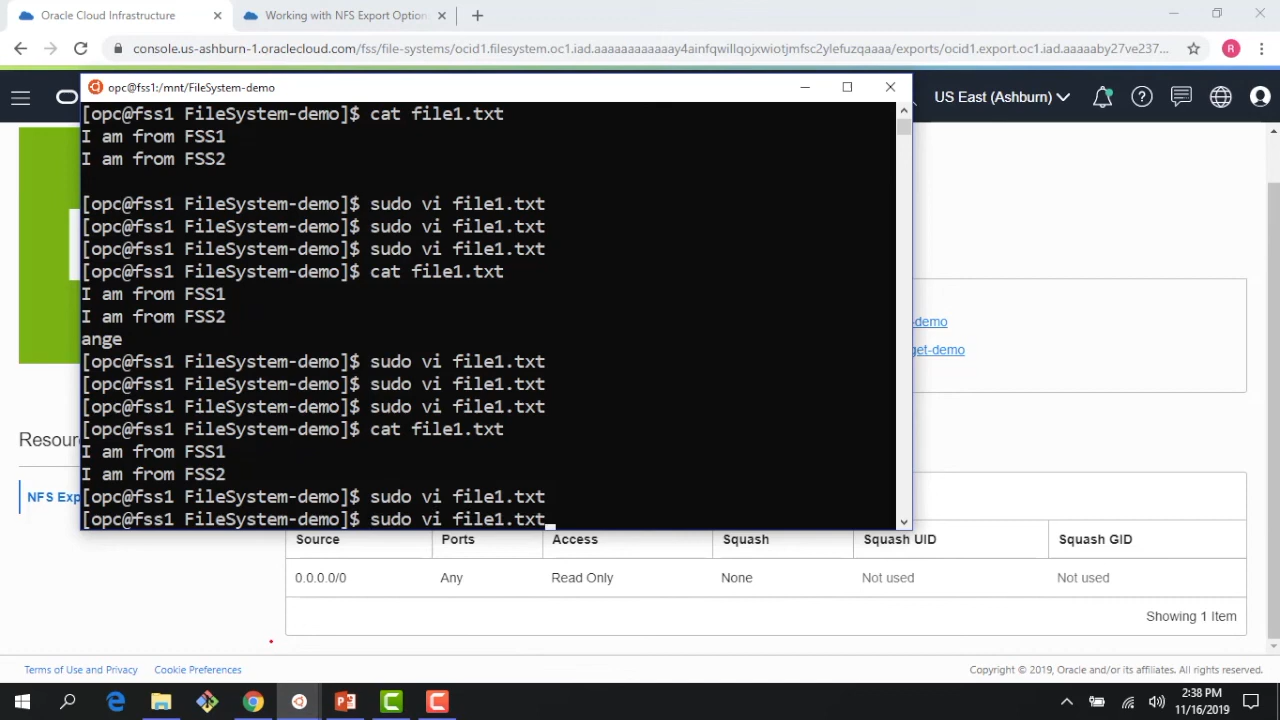 Oracle Cloud Infrastructure
Working with NFS Export Option
console.us-ashburn-1.oraclecloud.com/fss/file-systems/ocid1.filesystem.oc1.iad.aaaaaaaaaaay4ainfqwillqojxwiotjmfsc2ylefuzqaaaa/exports/ocid1.export.oc1.iad.aaaaaby27ve237...
R
opc@fss1:/mnt/FileSystem-demo
US East (Ashburn)
[opc@fss1 FileSystem-demo]$ cat file1.txt
I am from FSS1
I am from FSS2
[opc@fss1 FileSystem-demo]$ sudo vi file1.txt
[opc@fss1 FileSystem-demo]$ sudo vi file1.txt
[opc@fss1 FileSystem-demo]$ sudo vi file1.txt
[opc@fss1 FileSystem-demo]$ cat file1.txt
I am from FSS1
I am from FSS2
ange
[opc@fss1 FileSystem-demo]$ sudo vi file1.txt
[opc@fss1 FileSystem-demo]$ sudo vi file1.txt
[opc@fss1 FileSystem-demo]$ sudo vi file1.txt
[opc@fss1 FileSystem-demo]$ cat file1.txt
I am from FSS1
I am from FSS2
[opc@fss1 FileSystem-demo]$ sudo vi file1.txt
[opc@fss1 FileSystem-demo]$ sudo vi file1.txt
-demo
get-demo
Resour
NFS Exp
Source Ports Access Squash Squash UID Squash GID
0.0.0.0/0 Any Read Only None Not used Not used
Showing 1 Item
Terms of Use and Privacy Cookie Preferences
Copyright © 2019, Oracle and/or its affiliates. All rights reserved.
2:38 PM
11/16/2019